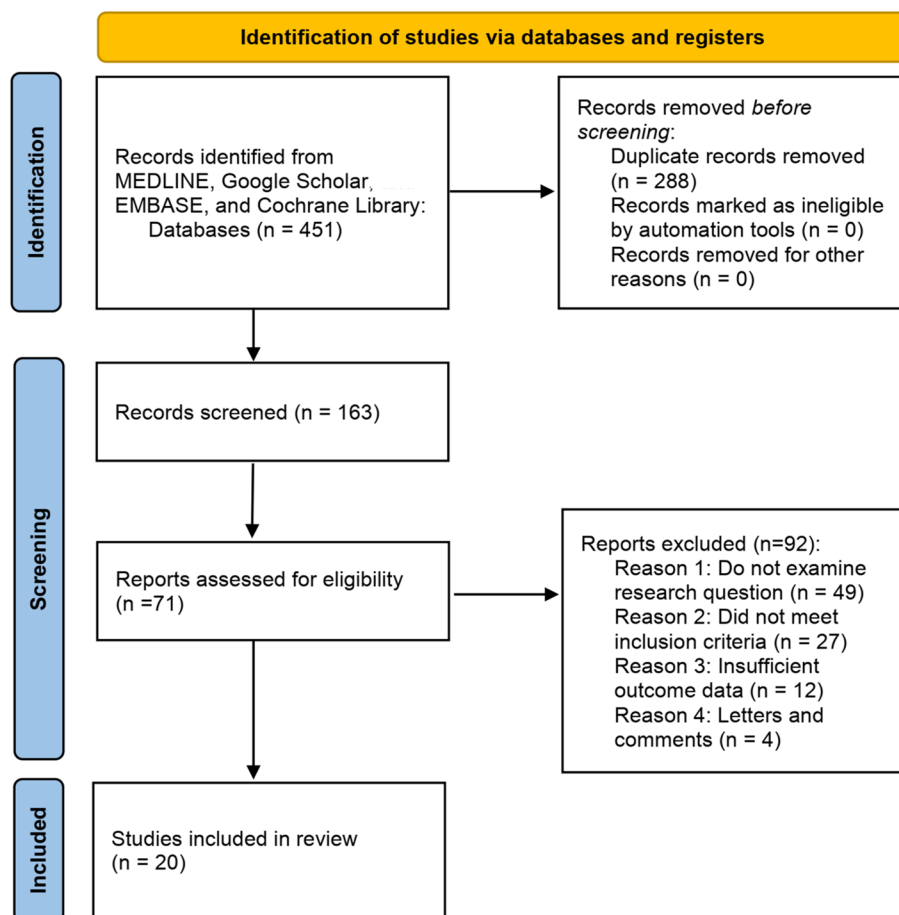 Identification of studies via databases and registers
Identification
Records identified from
MEDLINE, Google Scholar,
EMBASE, and Cochrane Library:
Databases (n = 451)
Records removed before
screening:
Duplicate records removed
(n = 288)
Records marked as ineligible
by automation tools (n = 0)
Records removed for other
reasons (n = 0)
Screening
Records screened (n = 163)
Reports assessed for eligibility
(n =71)
Reports excluded (n=92):
Reason 1: Do not examine
research question (n = 49)
Reason 2: Did not meet
inclusion criteria (n = 27)
Reason 3: Insufficient
outcome data (n = 12)
Reason 4: Letters and
comments (n = 4)
Included
Studies included in review
(n = 20)